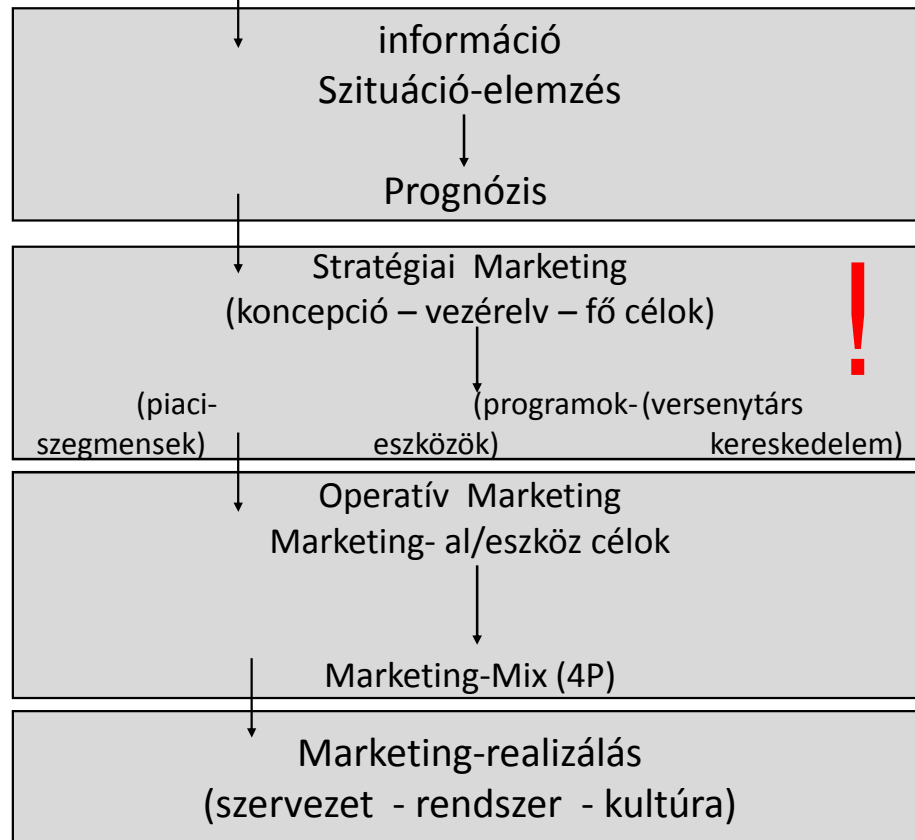 információ
Szituáció-elemzés
Prognózis
Stratégiai Marketing
(koncepció – vezérelv – fő célok)
!
(piaci- (programok- (versenytárs
szegmensek) eszközök) kereskedelem)
Operatív Marketing
Marketing- al/eszköz célok
Marketing-Mix (4P)
Marketing-realizálás
(szervezet - rendszer - kultúra)